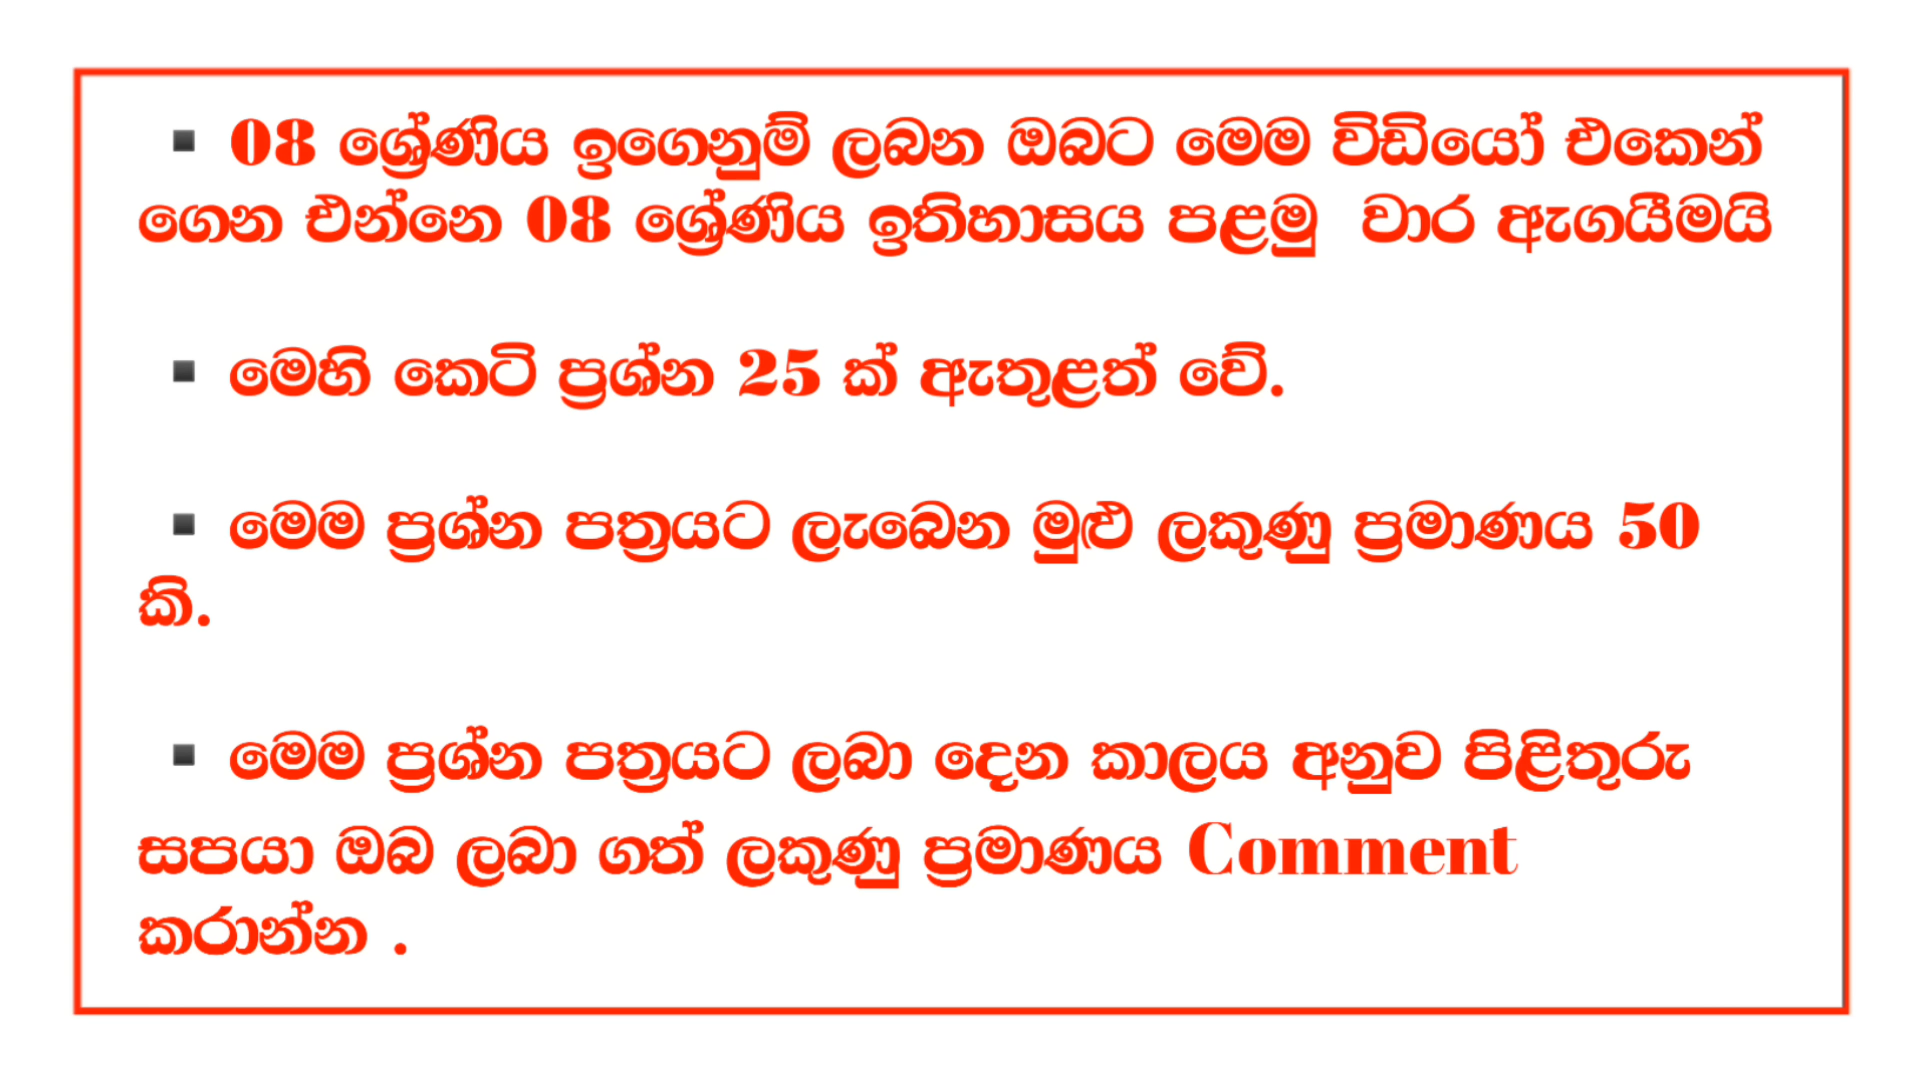 ▪ 08 ශ්‍රේණිය ඉගෙනුම් ලබන ඔබට මෙම විඩියෝ එකෙන්
ගෙන එන්නෙ 08 ශ්‍රේණිය ඉතිහාසය පළමු වාර ඇගයීමයි
▪ මෙහි කෙටි ප්‍රශ්න 25 ක් ඇතුළත් වේ.
▪ මෙම ප්‍රශ්න පත්‍රයට ලැබෙන මුළු ලකුණු ප්‍රමාණය 50
කි.
▪ මෙම ප්‍රශ්න පත්‍රයට ලබා දෙන කාලය අනුව පිළිතුරු
සපයා ඔබ ලබා ගත් ලකුණු ප්‍රමාණය Comment
කරාන්න .